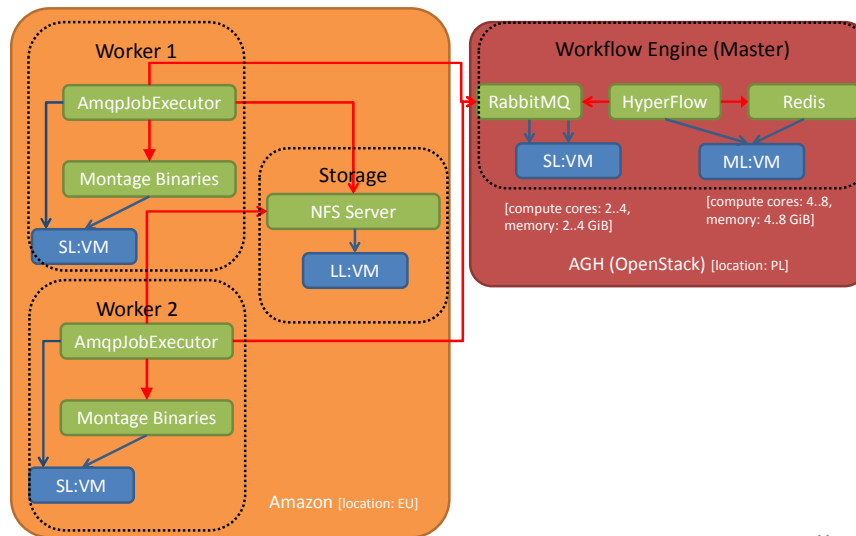 Worker 1
AmqpJobExecutor
Montage Binaries
SL:VM
Storage
NFS Server
LL:VM
Worker 2
AmqpJobExecutor
Montage Binaries
SL:VM
Amazon [location: EU]
Workflow Engine (Master)
RabbitMQ
HyperFlow
Redis
SL:VM
ML:VM
[compute cores: 2..4,
memory: 2..4 GiB]
[compute cores: 4..8,
memory: 4..8 GiB]
AGH (OpenStack) [location: PL]